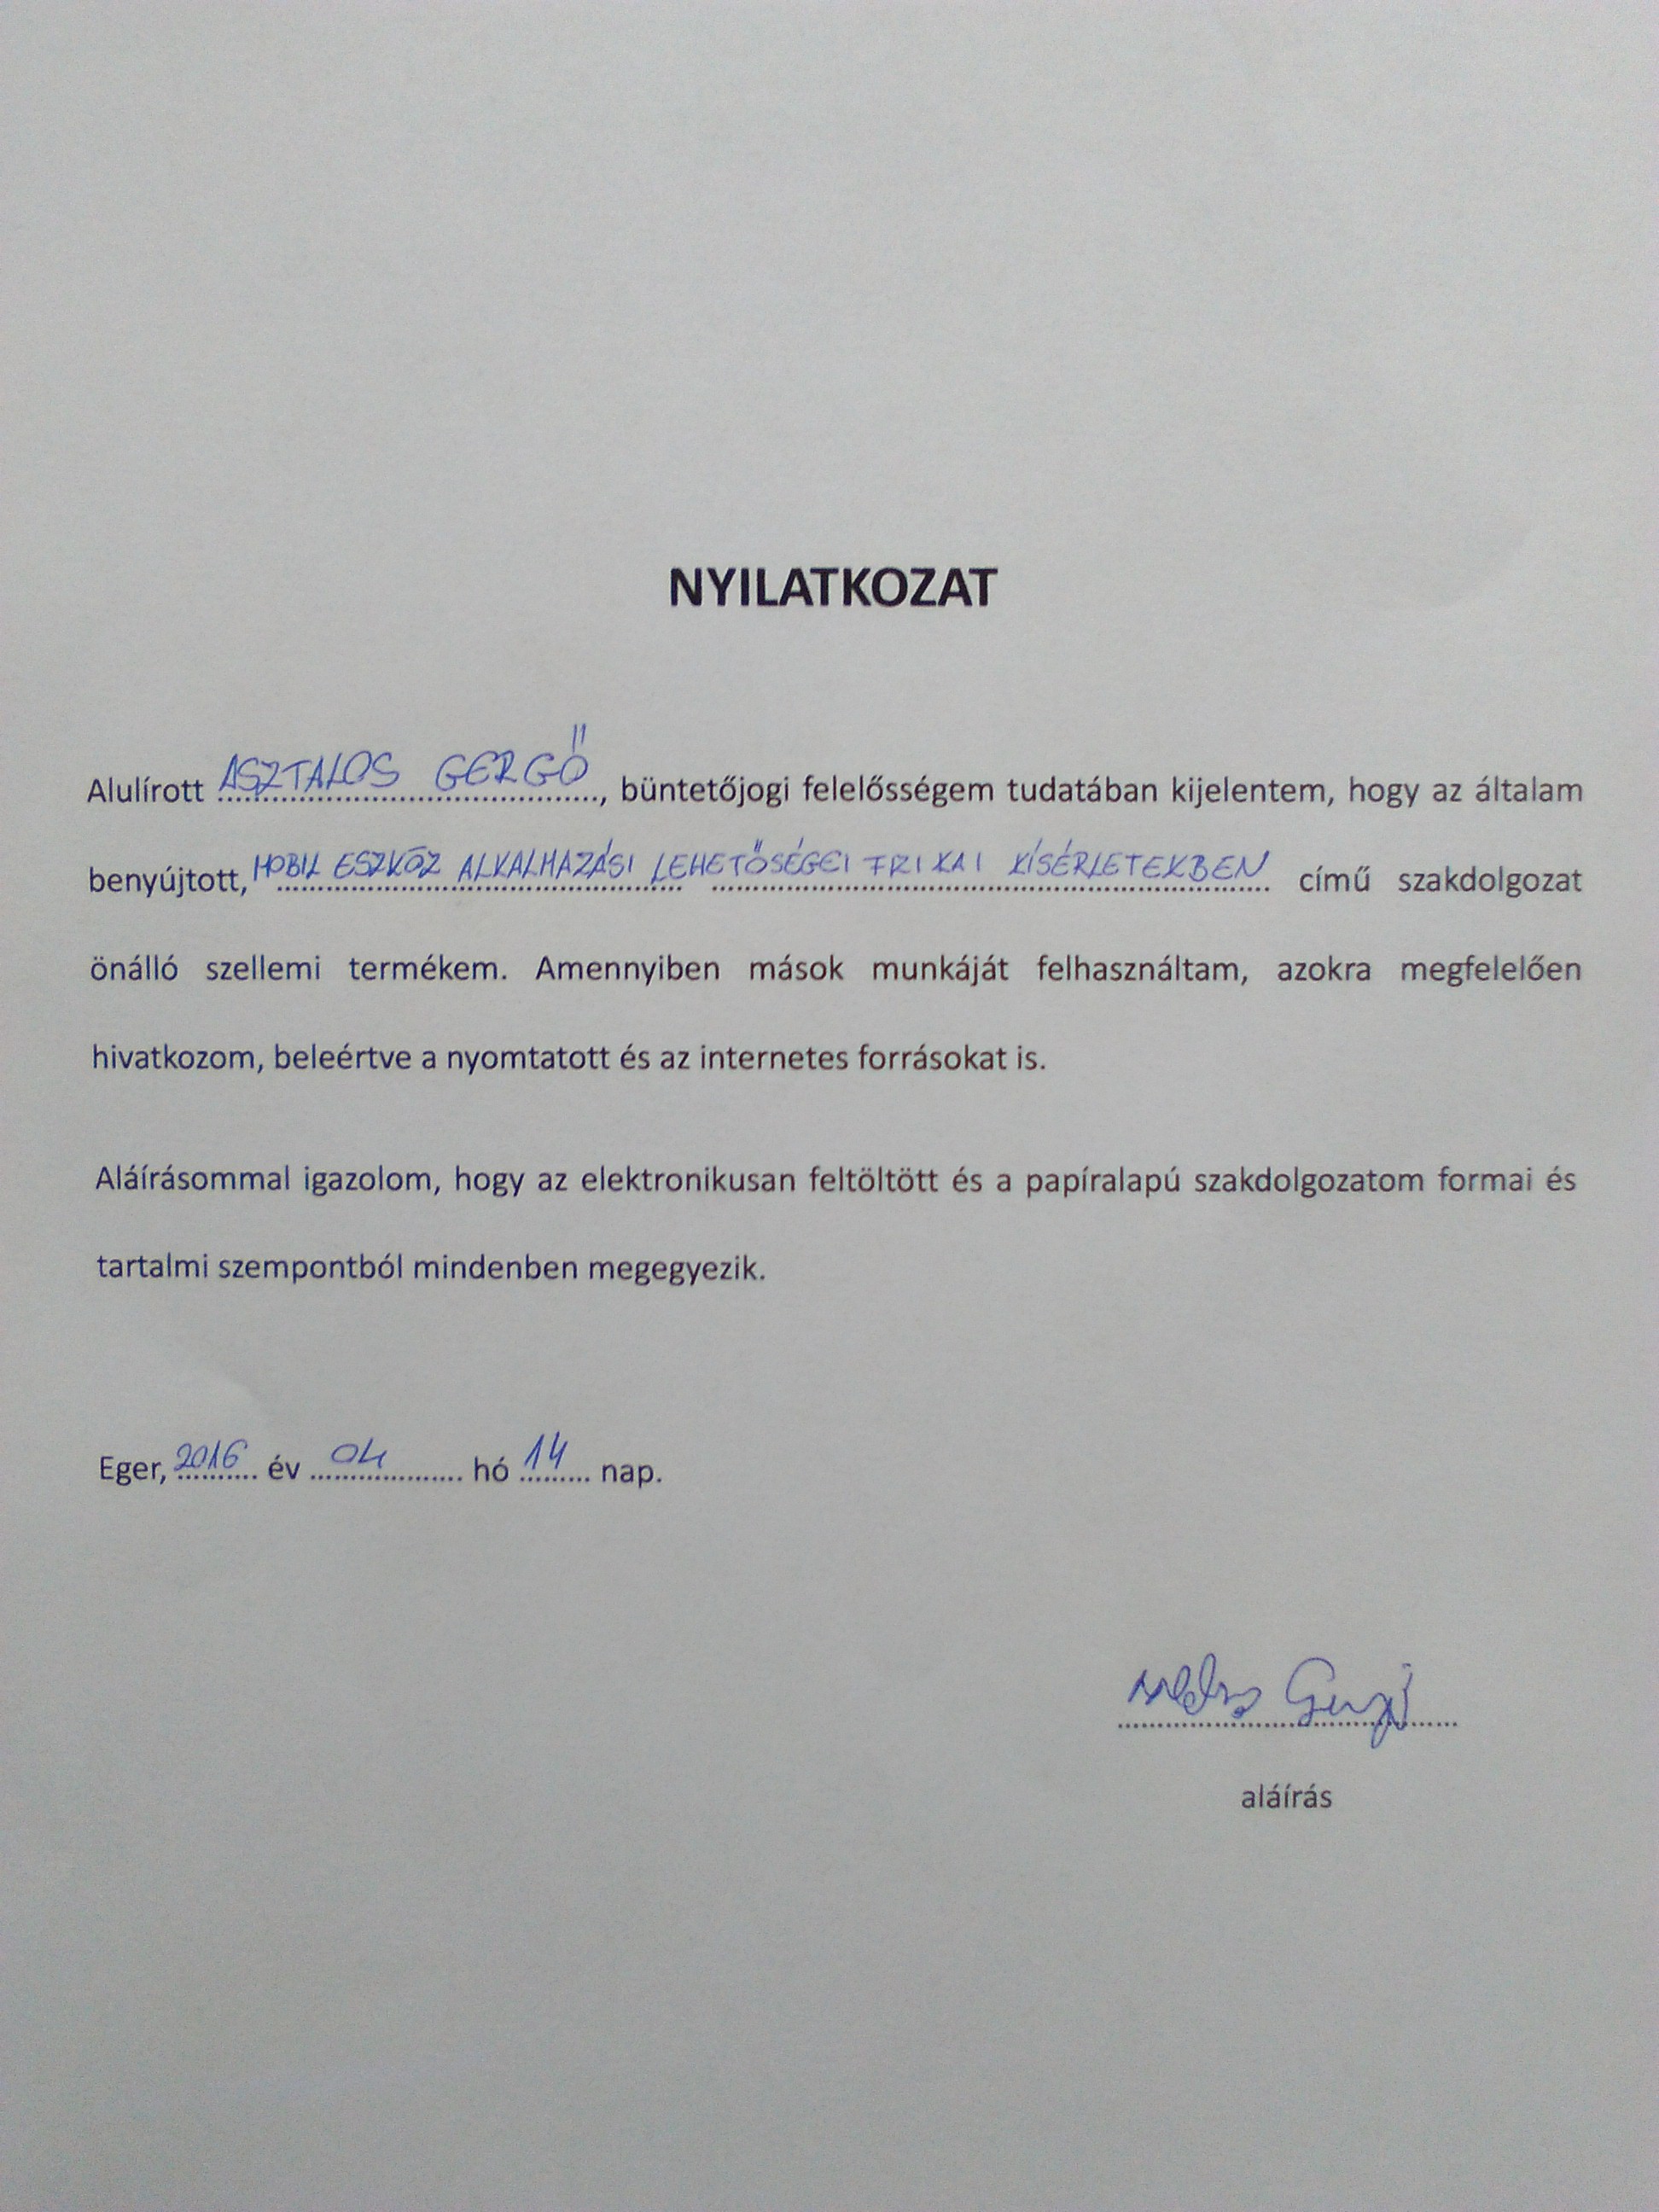 NYILATKOZAT
Alulírott ASZTALOS GERGŐ, büntetőjogi felelősségem tudatában kijelentem, hogy az általam
benyújtott, MOBIL ESZKÖZ ALKALMAZÁSI LEHETŐSÉGEI FIZIKAI KÍSÉRLETEKBEN című szakdolgozat
önálló szellemi termékem. Amennyiben mások munkáját felhasználtam, azokra megfelelően
hivatkozom, beleértve a nyomtatott és az internetes forrásokat is.
Aláírásommal igazolom, hogy az elektronikusan feltöltött és a papíralapú szakdolgozatom formai és
tartalmi szempontból mindenben megegyezik.
Eger, 2016 év 04 hó 14 nap.
Gergő
aláírás